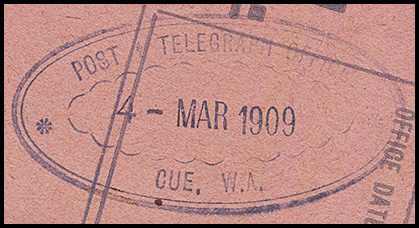 POST & TELEGRAPH OFFICE
4 - MAR 1909
CUE, W.A.
OFFICE DATE